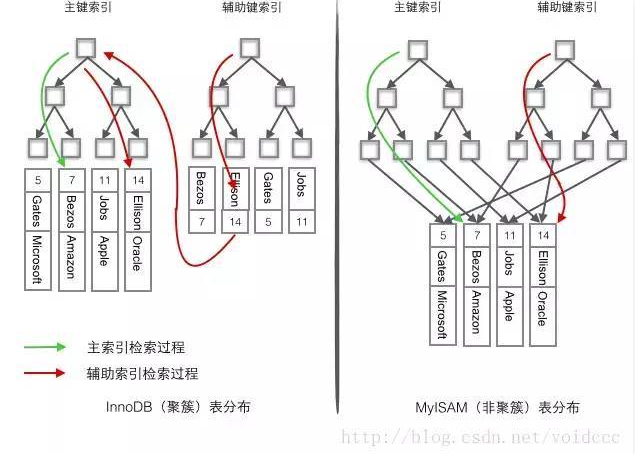 主键索引
辅助键索引
主键索引
辅助键索引
5
Gates
Microsoft
7
Bezos
Amazon
11
Jobs
Apple
14
Ellison
Oracle
Bezos
7
Ellison
14
Gates
5
Jobs
11
5
Gates
Microsoft
7
Bezos
Amazon
11
Jobs
Apple
14
Ellison
Oracle
主索引检索过程
辅助索引检索过程
InnoDB（聚簇）表分布
MyISAM（非聚簇）表分布
http://blog.csdn.net/voidccc